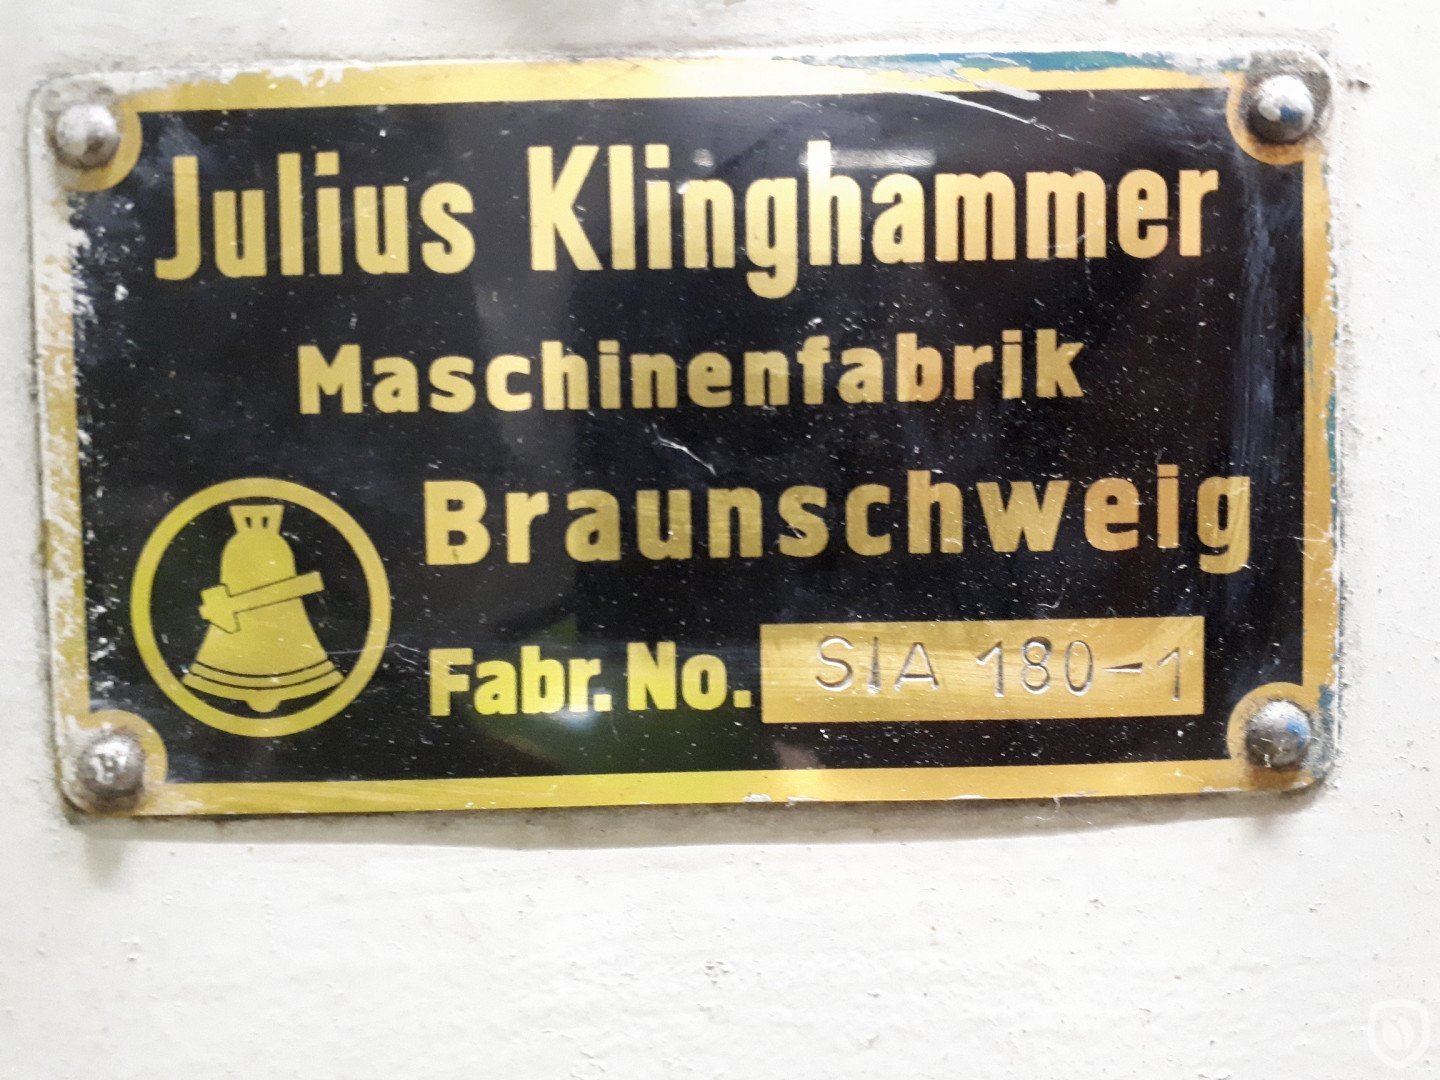 Julius Klinghammer
Maschinenfabrik
Braunschweig
Fabr. No. SIA 180-1